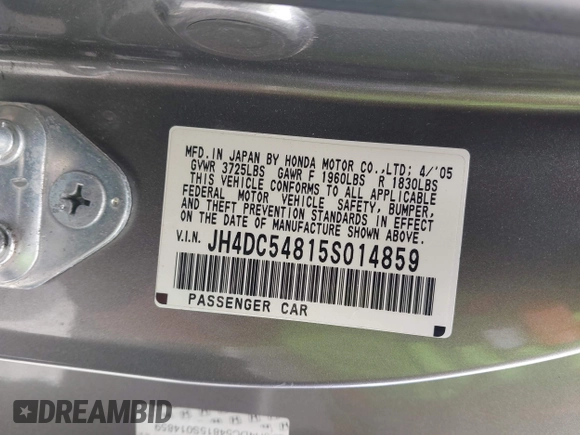 MFD. IN JAPAN BY HONDA MOTOR CO.,LTD; 4/'05
GVWR 3725LBS GAWR F 1960LBS R 1830LBS
THIS VEHICLE CONFORMS TO ALL APPLICABLE
FEDERAL MOTOR VEHICLE SAFETY, BUMPER,
AND THEFT PREVENTION STANDARDS IN EFFECT
ON THE DATE OF MANUFACTURE SHOWN ABOVE.
V.I.N. JH4DC54815S014859
PASSENGER CAR
DREAMBID